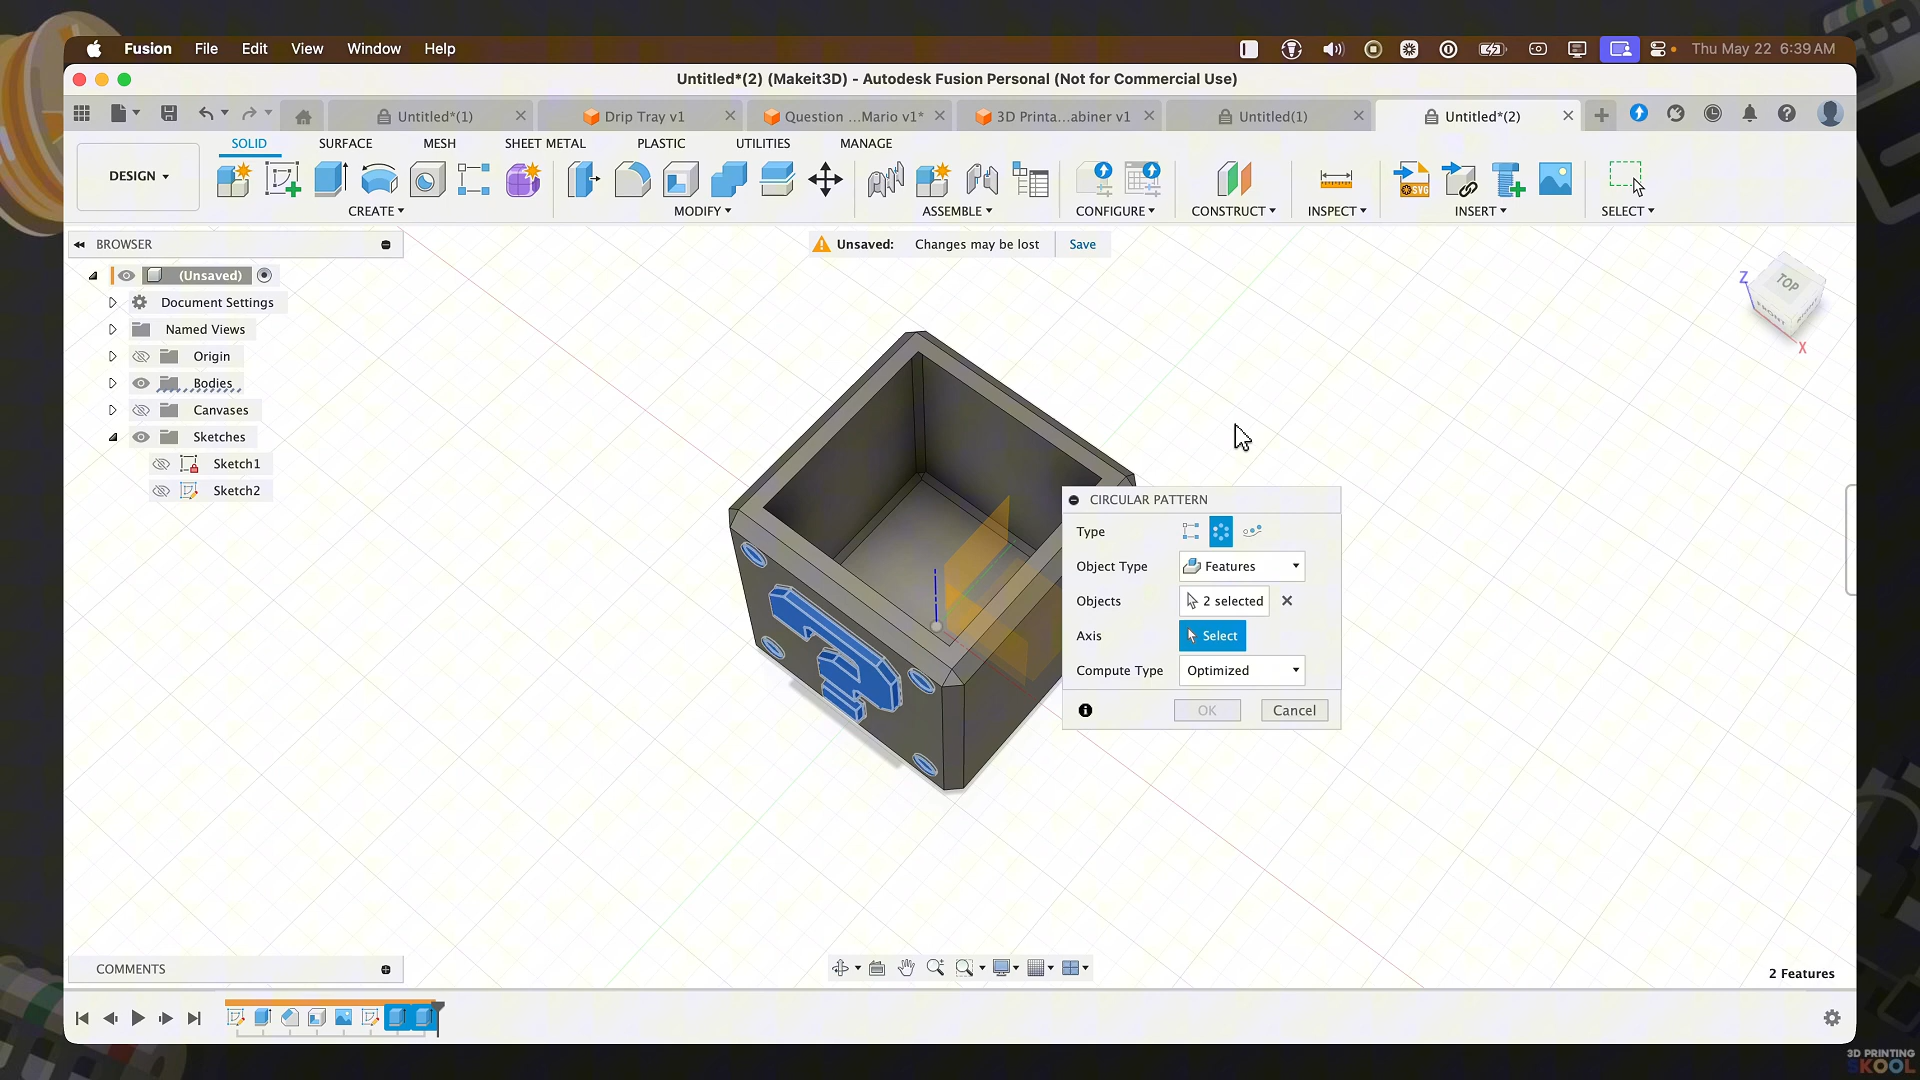 Fusion File Edit View Window Help Thu May 22 6:39 AM
Untitled*(2) (Makeit3D) - Autodesk Fusion Personal (Not for Commercial Use)
Untitled*(1) Drip Tray v1 Question ...Mario v1* 3D Printa...abiner v1 Untitled(1) Untitled*(2)
SOLID SURFACE MESH SHEET METAL PLASTIC UTILITIES MANAGE
DESIGN
SVG
CREATE MODIFY ASSEMBLE CONFIGURE CONSTRUCT INSPECT INSERT SELECT
BROWSER
Unsaved: Changes may be lost Save
(Unsaved)
Document Settings
Named Views
Origin
Bodies
Canvases
Sketches
Sketch1
Sketch2
Z
TOP
FRONT
X
CIRCULAR PATTERN
Type
Object Type Features
Objects 2 selected
Axis Select
Compute Type Optimized
OK Cancel
COMMENTS
2 Features
3D PRINTING
SKOOL